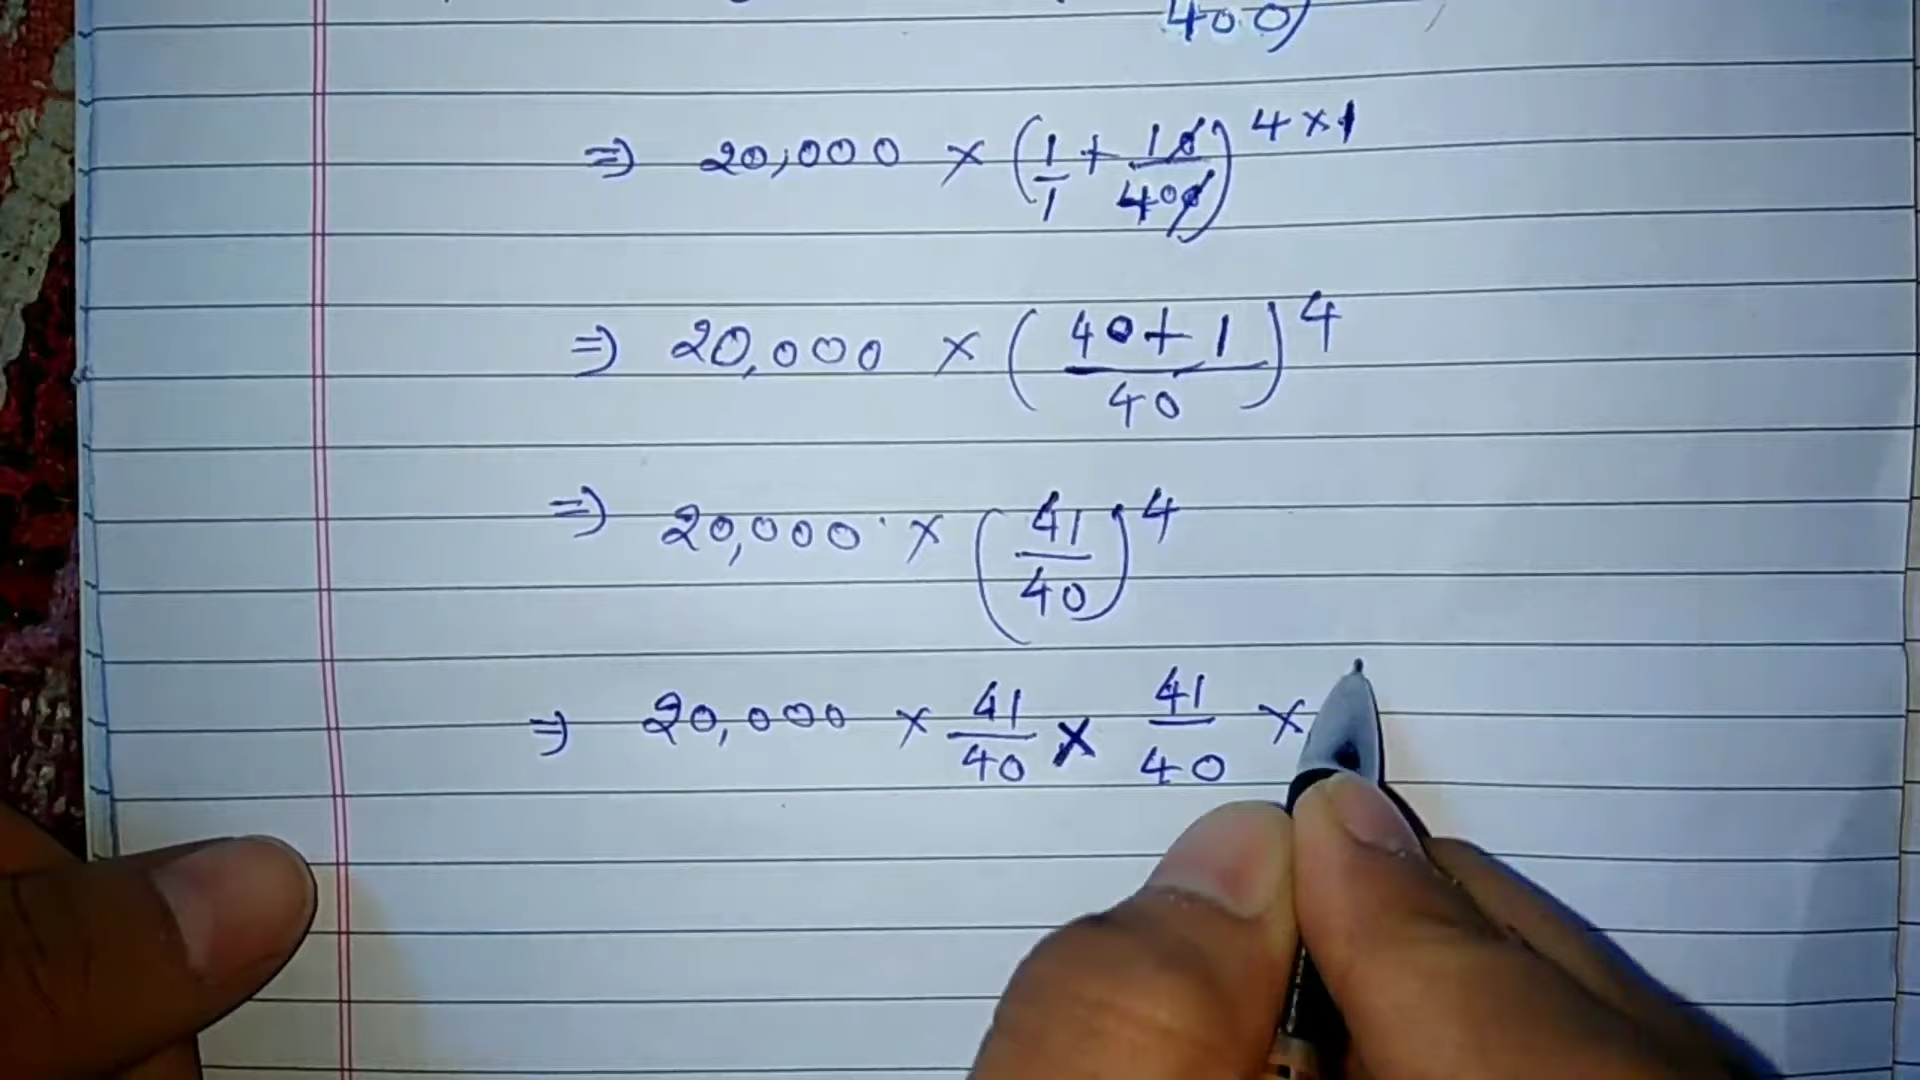 400)
⇒ 20,000 × (1/1 + 10/400)^4×1
⇒ 20,000 × (40+1/40)^4
⇒ 20,000 × (41/40)^4
⇒ 20,000 × 41/40 × 41/40 ×